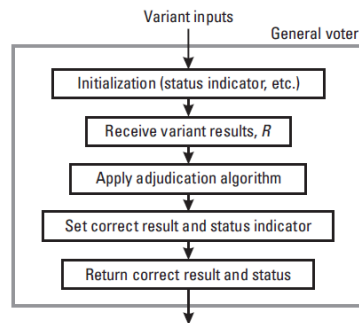 Variant inputs
General voter
Initialization (status indicator, etc.)
Receive variant results, R
Apply adjudication algorithm
Set correct result and status indicator
Return correct result and status